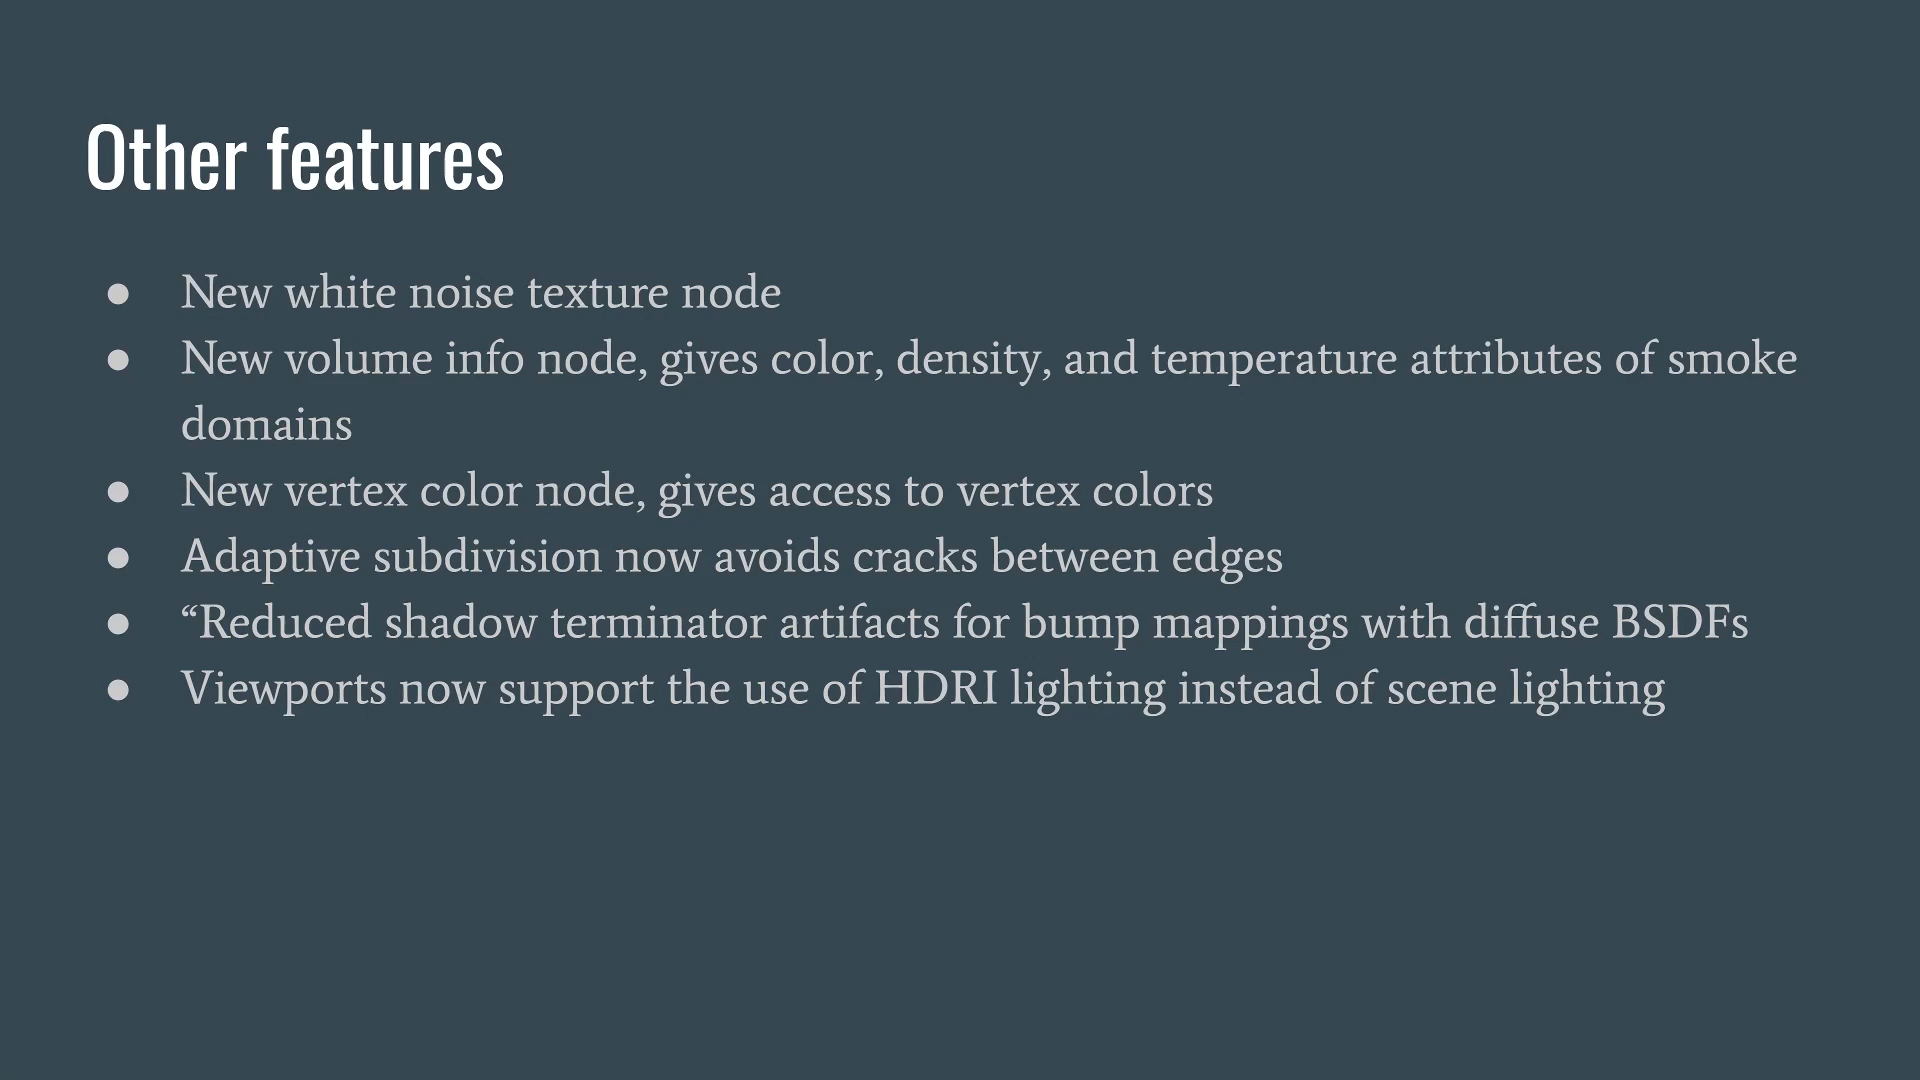 Other features
● New white noise texture node
● New volume info node, gives color, density, and temperature attributes of smoke
domains
● New vertex color node, gives access to vertex colors
● Adaptive subdivision now avoids cracks between edges
● “Reduced shadow terminator artifacts for bump mappings with diffuse BSDFs
● Viewports now support the use of HDRI lighting instead of scene lighting